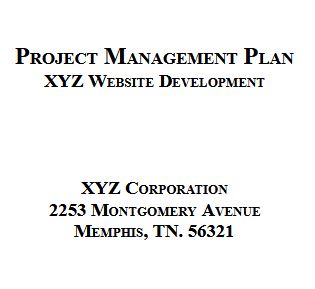 Project Management Plan
XYZ Website Development
XYZ Corporation
2253 Montgomery Avenue
Memphis, TN. 56321